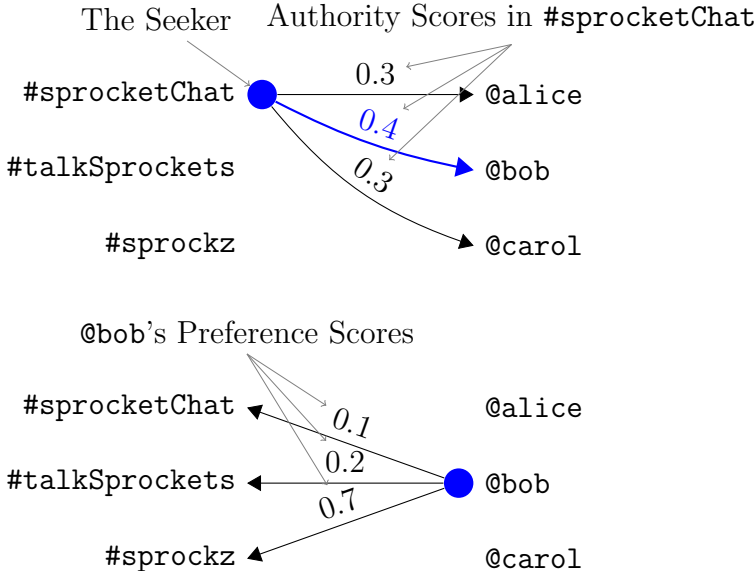 The Seeker
Authority Scores in #sprocketChat
#sprocketChat
0.3
@alice
0.4
#talkSprockets
@bob
0.3
#sprockz
@carol
@bob's Preference Scores
#sprocketChat
0.1
@alice
0.2
#talkSprockets
@bob
0.7
#sprockz
@carol